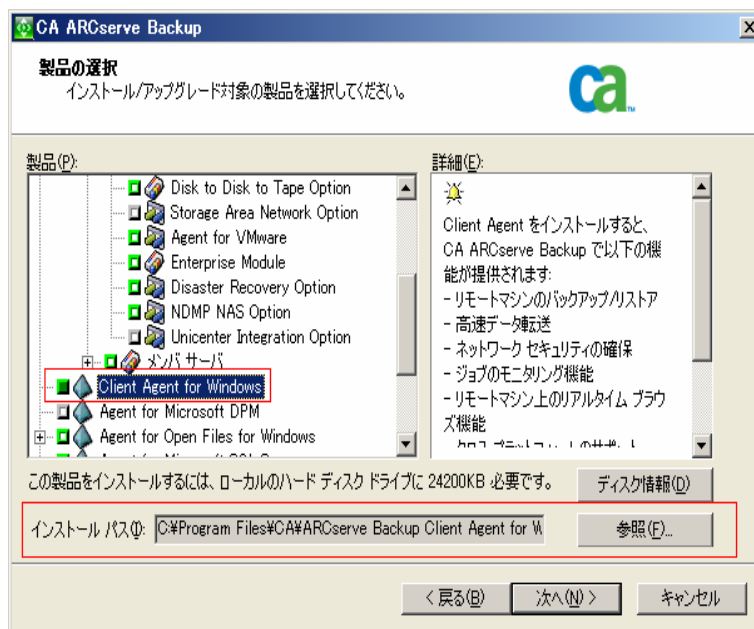 CA ARCserve Backup
製品の選択
インストール/アップグレード対象の製品を選択してください。
ca
製品(P):
Disk to Disk to Tape Option
Storage Area Network Option
Agent for VMware
Enterprise Module
Disaster Recovery Option
NDMP NAS Option
Unicenter Integration Option
メンバ サーバ
Client Agent for Windows
Agent for Microsoft DPM
Agent for Open Files for Windows
詳細(E):
Client Agent をインストールすると、
CA ARCserve Backup で以下の機
能が提供されます:
- リモートマシンのバックアップ/リストア
- 高速データ転送
- ネットワーク セキュリティの確保
- ジョブのモニタリング機能
- リモートマシン上のリアルタイム ブラウ
ズ機能
この製品をインストールするには、ローカルのハード ディスク ドライブに 24200KB 必要です。
ディスク情報(D)
インストール パス(I):
C:¥Program Files¥CA¥ARCserve Backup Client Agent for W
参照(F)...
< 戻る(B)
次へ(N) >
キャンセル